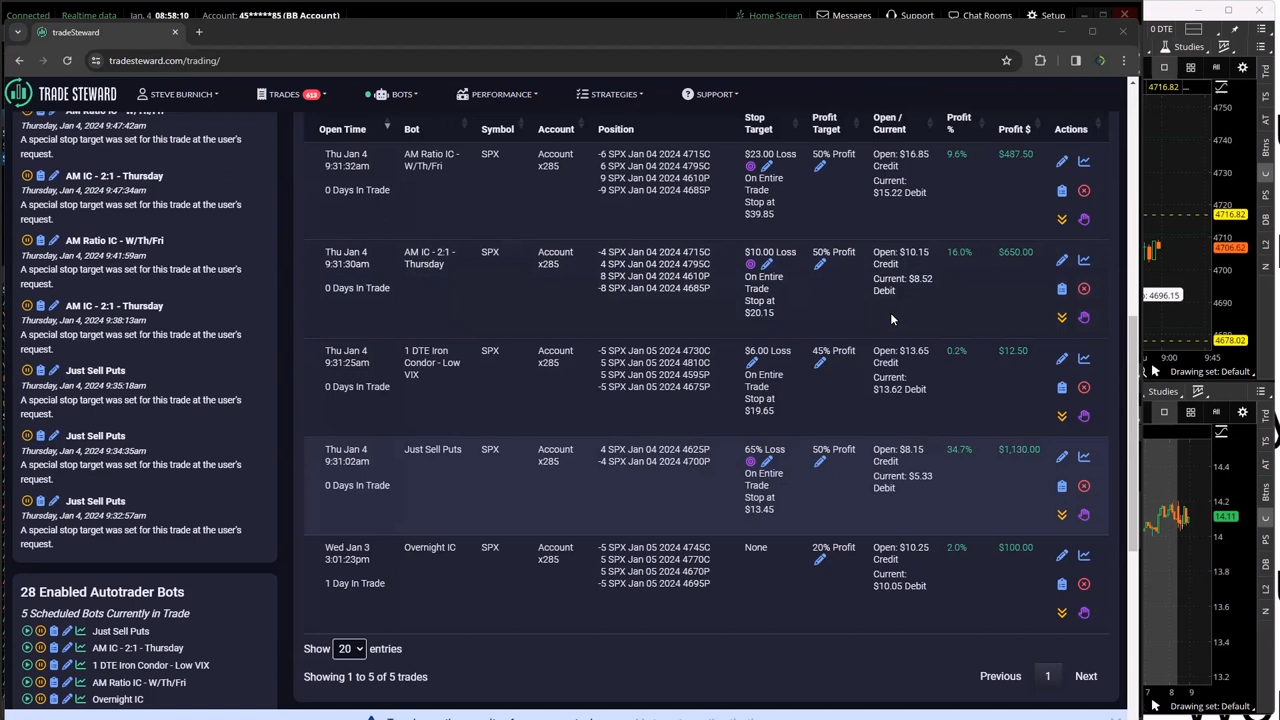 Connected Realtime data Jan. 4 08:58:10 Account: 45*****85 (BB Account) Home Screen Messages Support Chat Rooms Setup
tradeSteward
tradesteward.com/trading/
TRADE STEWARD STEVE BURNICH TRADES 613 BOTS PERFORMANCE STRATEGIES SUPPORT
AM Ratio IC - W/Th/Fri
Thursday, Jan 4, 2024 9:47:42am
A special stop target was set for this trade at the user's
request.
AM IC - 2:1 - Thursday
Thursday, Jan 4, 2024 9:47:34am
A special stop target was set for this trade at the user's
request.
AM Ratio IC - W/Th/Fri
Thursday, Jan 4, 2024 9:41:59am
A special stop target was set for this trade at the user's
request.
AM IC - 2:1 - Thursday
Thursday, Jan 4, 2024 9:38:13am
A special stop target was set for this trade at the user's
request.
Just Sell Puts
Thursday, Jan 4, 2024 9:35:18am
A special stop target was set for this trade at the user's
request.
Just Sell Puts
Thursday, Jan 4, 2024 9:34:35am
A special stop target was set for this trade at the user's
request.
Just Sell Puts
Thursday, Jan 4, 2024 9:32:57am
A special stop target was set for this trade at the user's
request.
28 Enabled Autotrader Bots
5 Scheduled Bots Currently in Trade
Just Sell Puts
AM IC - 2:1 - Thursday
1 DTE Iron Condor - Low VIX
AM Ratio IC - W/Th/Fri
Overnight IC
Open Time Bot Symbol Account Position Stop Target Profit Target Open / Current Profit % Profit $ Actions
Thu Jan 4 AM Ratio IC - SPX Account -6 SPX Jan 04 2024 4715C $23.00 Loss 50% Profit Open: $16.85 9.6% $487.50
9:31:32am W/Th/Fri x285 6 SPX Jan 04 2024 4795C Credit
On Entire
9 SPX Jan 04 2024 4610P Current:
0 Days In Trade -9 SPX Jan 04 2024 4685P Trade $15.22 Debit
Stop at
$39.85
Thu Jan 4 AM IC - 2:1 - SPX Account -4 SPX Jan 04 2024 4715C $10.00 Loss 50% Profit Open: $10.15 16.0% $650.00
9:31:30am Thursday x285 4 SPX Jan 04 2024 4795C Credit
8 SPX Jan 04 2024 4610P On Entire Current: $8.52
0 Days In Trade -8 SPX Jan 04 2024 4685P Trade Debit
Stop at
$20.15
Thu Jan 4 1 DTE Iron SPX Account -5 SPX Jan 05 2024 4730C $6.00 Loss 45% Profit Open: $13.65 0.2% $12.50
9:31:25am Condor - Low x285 5 SPX Jan 05 2024 4810C Credit
VIX 5 SPX Jan 05 2024 4595P On Entire Current:
0 Days In Trade -5 SPX Jan 05 2024 4675P Trade $13.62 Debit
Stop at
$19.65
Thu Jan 4 Just Sell Puts SPX Account 4 SPX Jan 04 2024 4625P 65% Loss 50% Profit Open: $8.15 34.7% $1,130.00
9:31:02am x285 -4 SPX Jan 04 2024 4700P Credit
On Entire Current: $5.33
0 Days In Trade Trade Debit
Stop at
$13.45
Wed Jan 3 Overnight IC SPX Account -5 SPX Jan 05 2024 4745C None 20% Profit Open: $10.25 2.0% $100.00
3:01:23pm x285 5 SPX Jan 05 2024 4770C Credit
5 SPX Jan 05 2024 4670P Current:
1 Day In Trade -5 SPX Jan 05 2024 4695P $10.05 Debit
Show 20 entries
Showing 1 to 5 of 5 trades Previous 1 Next
0 DTE
Studies
All
4716.82
4750
4730
4720
4716.82
4710
4706.62
4700
: 4696.15
4690
4678.02
9:00 9:45
Drawing set: Default
Trd
TS
AT
Btns
C
PS
DB
L2
N
Studies
All
14.4
14.2
14.11
14
13.8
13.6
13.4
13.2
7 8 9
Drawing set: Default
Trd
TS
AT
Btns
C
PS
DB
L2
N